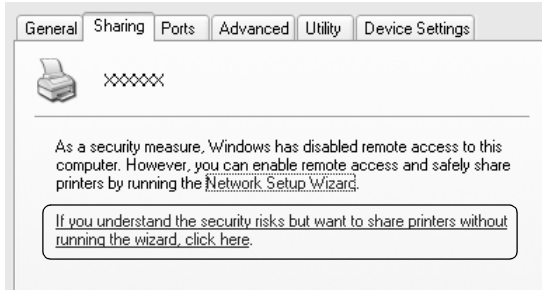 General Sharing Ports Advanced Utility Device Settings
XXXXXX
As a security measure, Windows has disabled remote access to this
computer. However, you can enable remote access and safely share
printers by running the Network Setup Wizard.
If you understand the security risks but want to share printers without
running the wizard, click here.